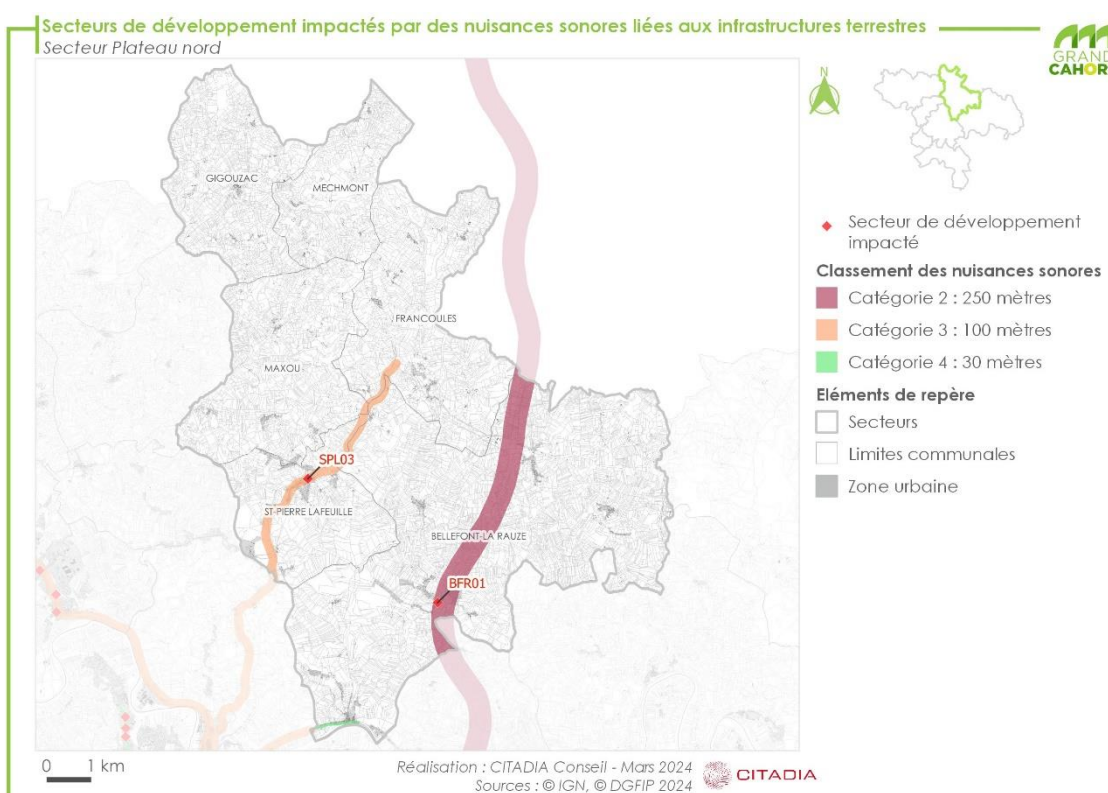 Secteurs de développement impactés par des nuisances sonores liées aux infrastructures terrestres
Secteur Plateau nord
GRAND
CAHOR
N
GIGOUZAC
MECHMONT
FRANCOULES
MAXOU
SPL03
ST-PIERRE LAFEUILLE
BELLEFONT-LA RAUZE
BFR01
Secteur de développement
impacté
Classement des nuisances sonores
Catégorie 2 : 250 mètres
Catégorie 3 : 100 mètres
Catégorie 4 : 30 mètres
Eléments de repère
Secteurs
Limites communales
Zone urbaine
0 1 km
Réalisation : CITADIA Conseil - Mars 2024
Sources : © IGN, © DGFIP 2024
CITADIA